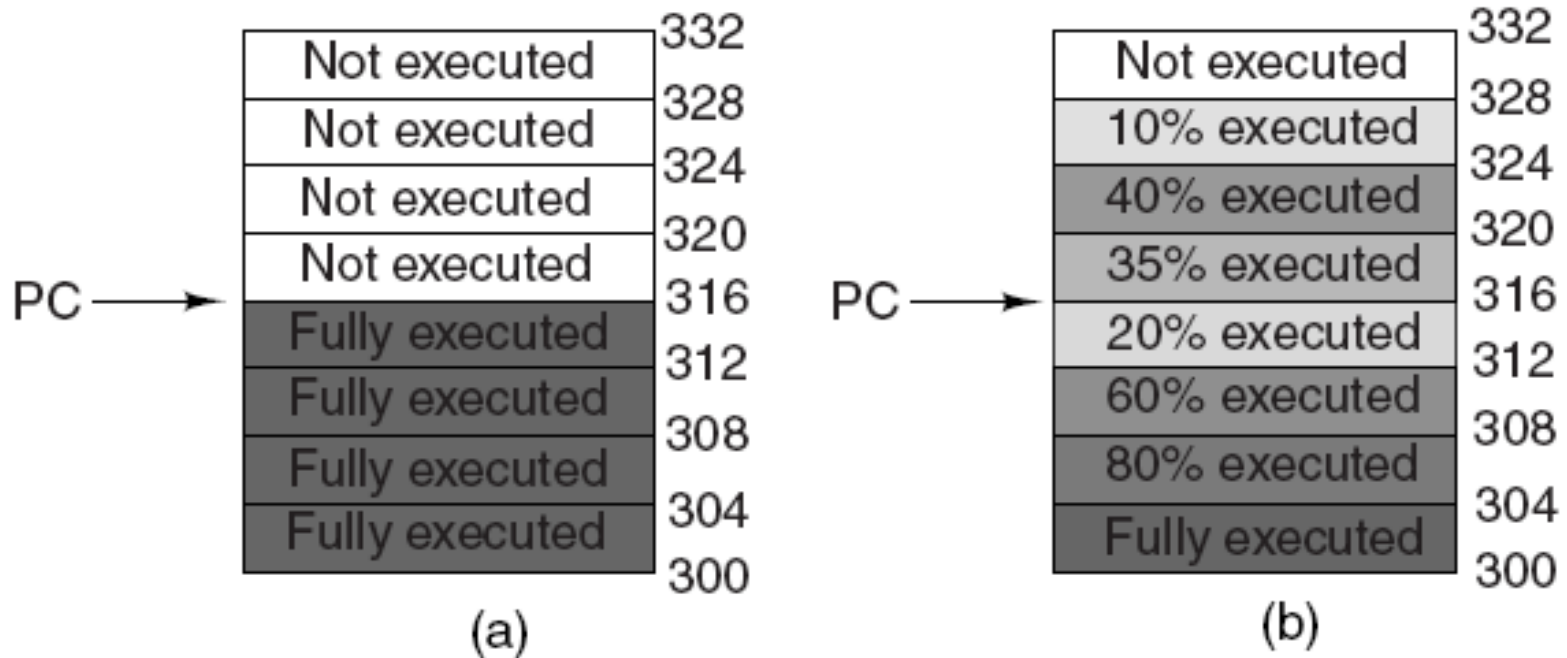 332
Not executed
328
Not executed
324
Not executed
320
Not executed
PC
316
Fully executed
312
Fully executed
308
Fully executed
304
Fully executed
300
(a)
332
Not executed
328
10% executed
324
40% executed
320
35% executed
PC
316
20% executed
312
60% executed
308
80% executed
304
Fully executed
300
(b)